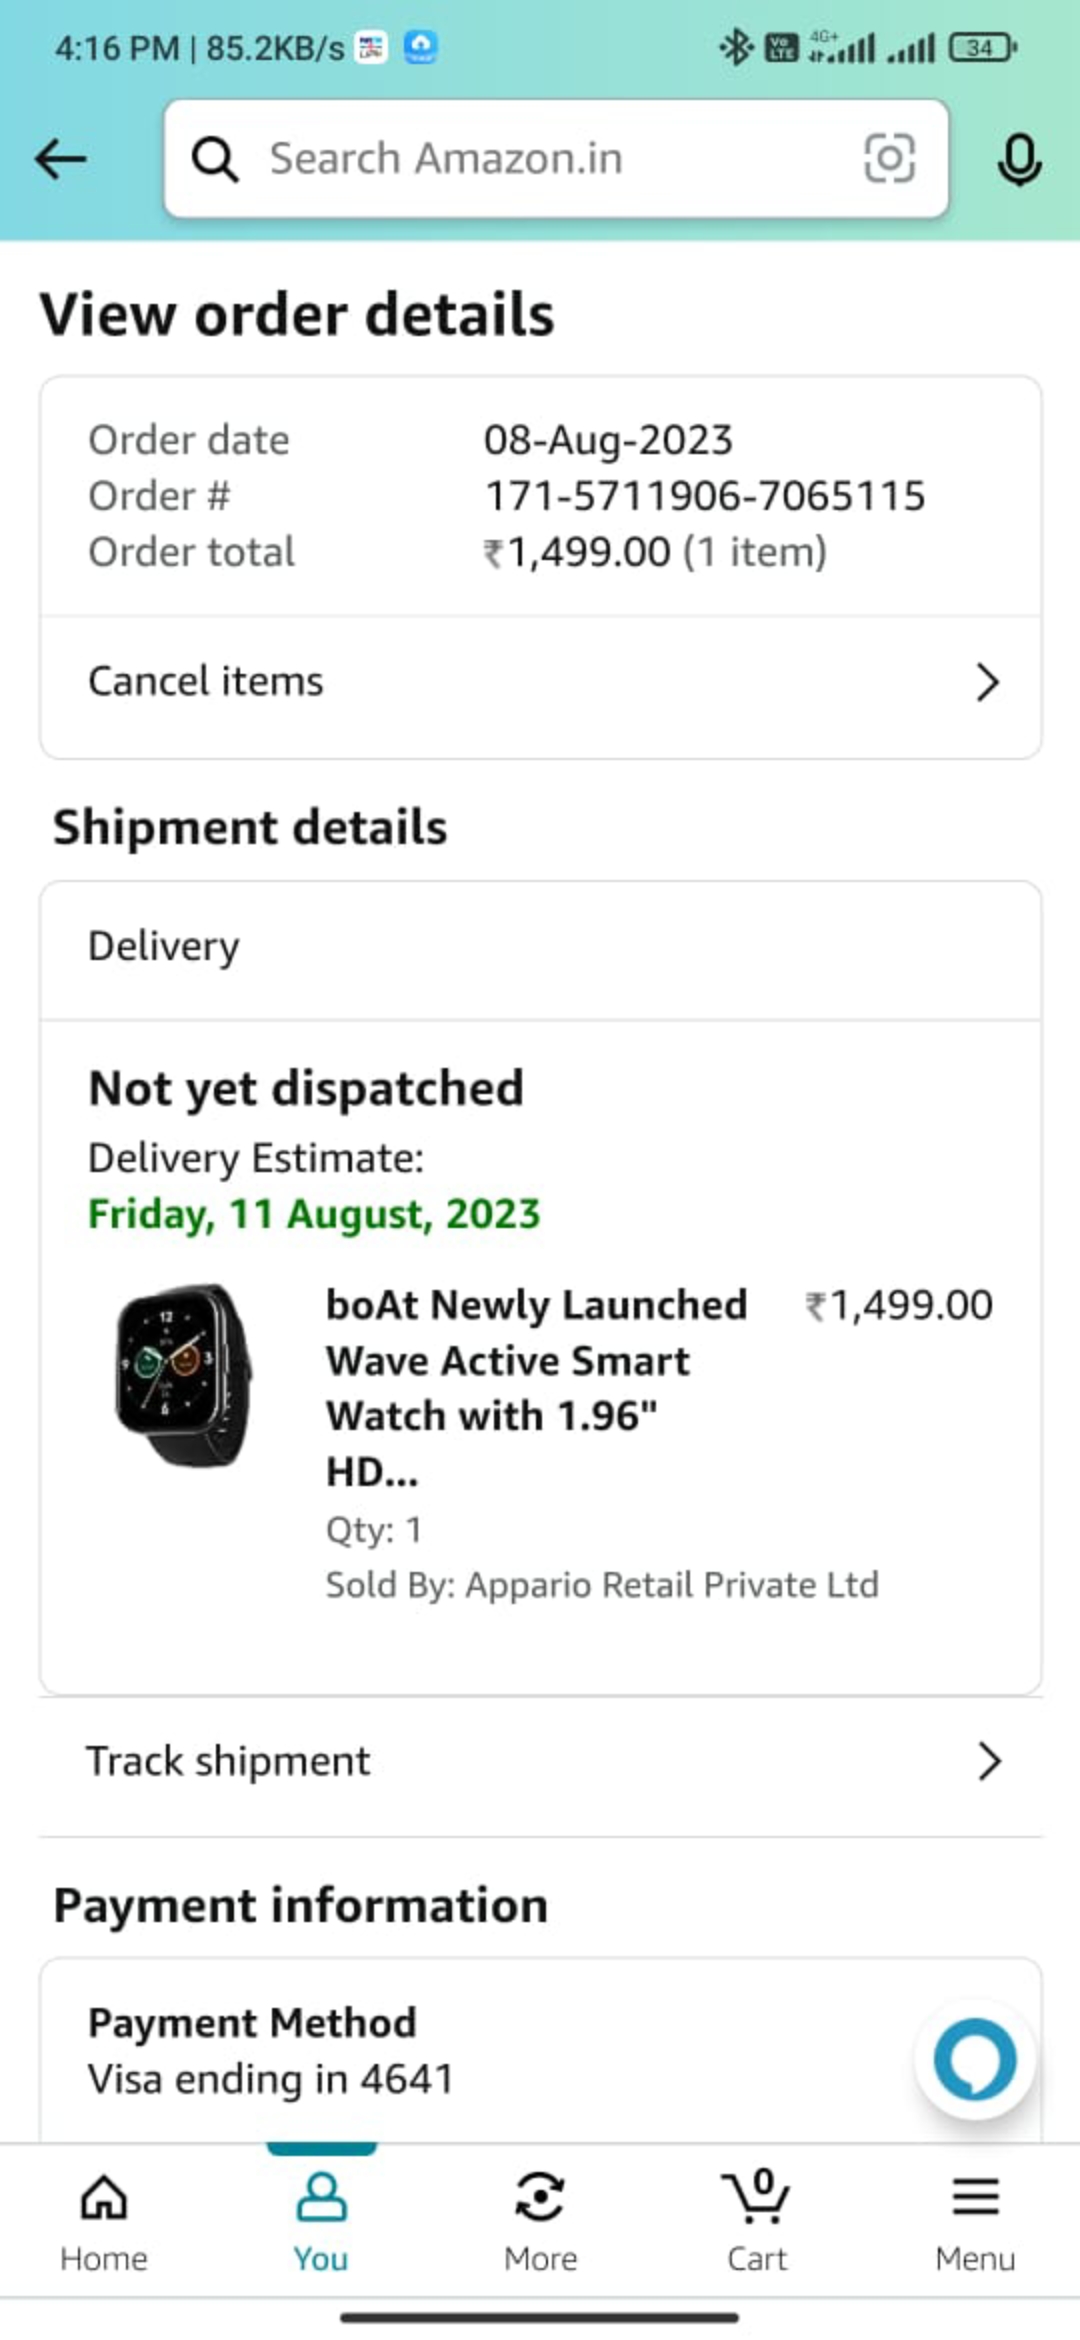 4:16 PM | 85.2KB/s
Vo LTE 4G+ 34
Search Amazon.in
View order details
Order date 08-Aug-2023
Order # 171-5711906-7065115
Order total ₹1,499.00 (1 item)
Cancel items
Shipment details
Delivery
Not yet dispatched
Delivery Estimate:
Friday, 11 August, 2023
boAt Newly Launched ₹1,499.00
Wave Active Smart
Watch with 1.96"
HD...
Qty: 1
Sold By: Appario Retail Private Ltd
Track shipment
Payment information
Payment Method
Visa ending in 4641
0
Home You More Cart Menu